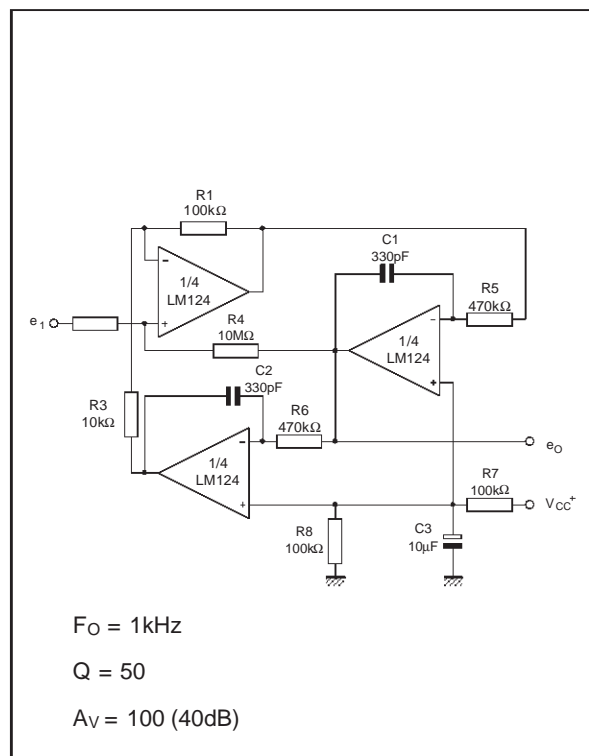 R1
100kΩ
C1
330pF
1/4
LM124
R5
470kΩ
e1
R4
10MΩ
1/4
LM124
C2
330pF
R3
10kΩ
R6
470kΩ
eO
1/4
LM124
R7
100kΩ
VCC+
R8
100kΩ
C3
10µF
FO = 1kHz
Q = 50
AV = 100 (40dB)